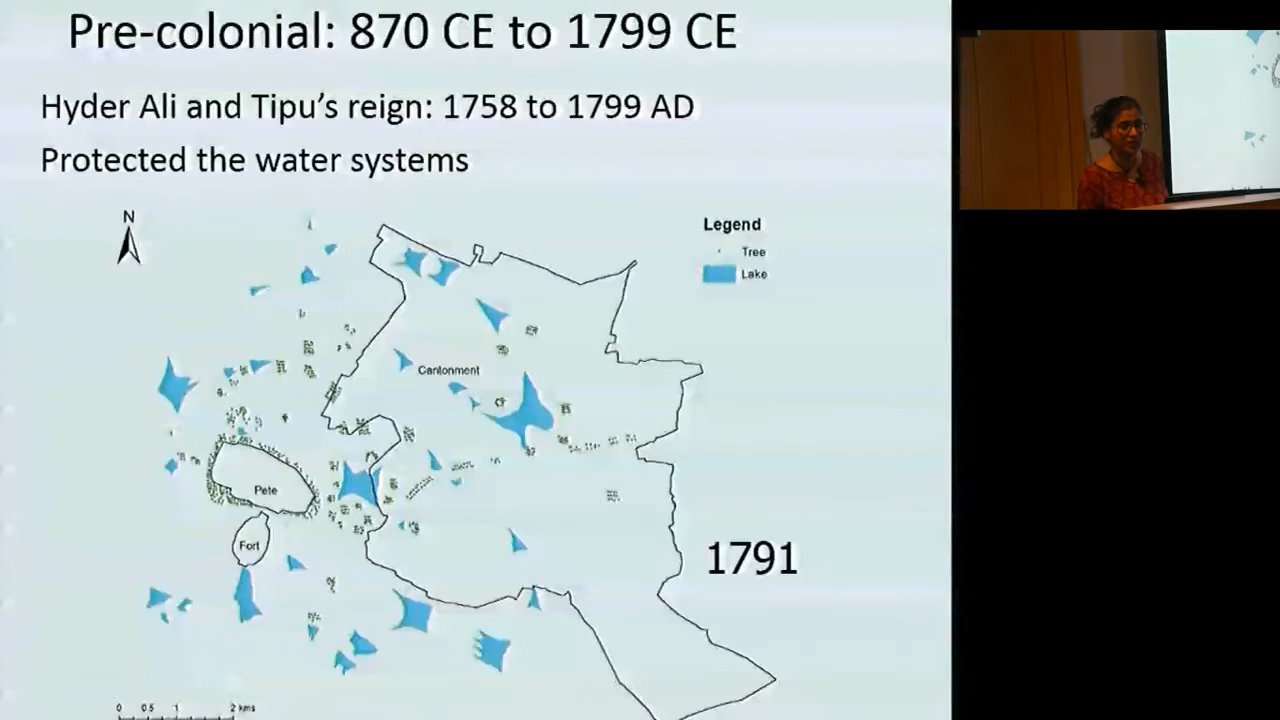 Pre-colonial: 870 CE to 1799 CE
Hyder Ali and Tipu's reign: 1758 to 1799 AD
Protected the water systems
N
Legend
Tree
Lake
Cantonment
Pete
Fort
1791
0 0.5 1 2 kms